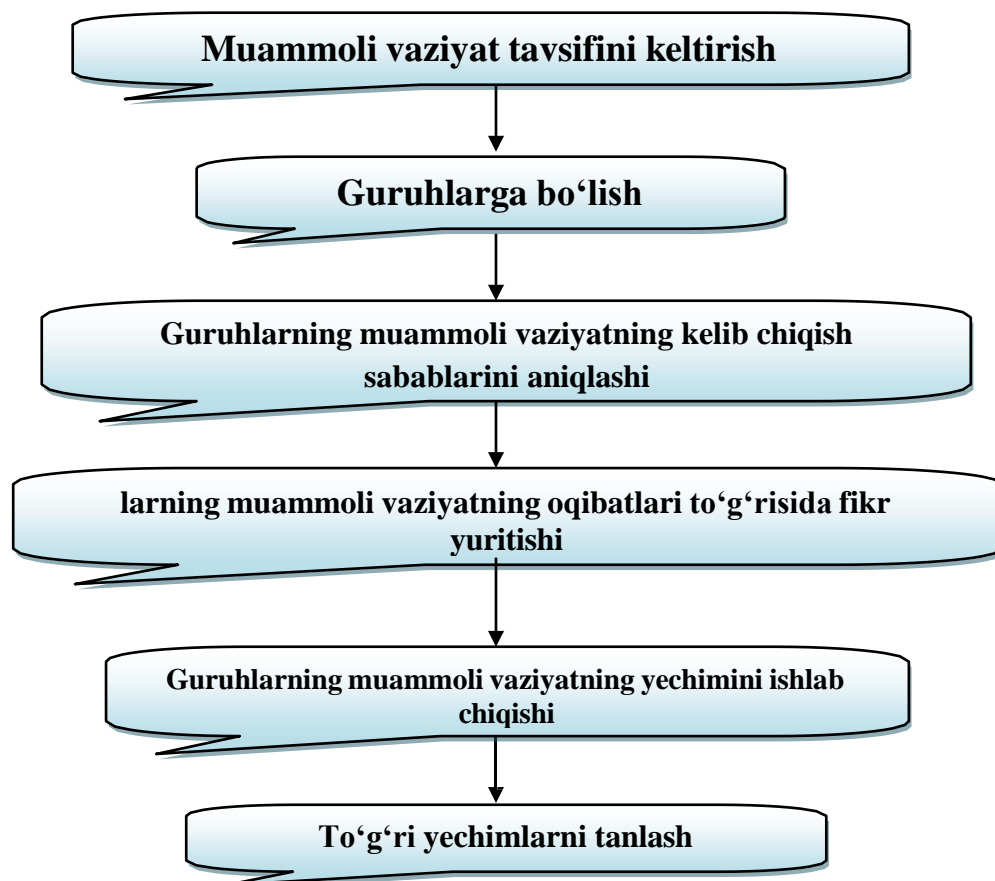 Muammoli vaziyat tavsifini keltirish
Guruhlarga bo‘lish
Guruhlarning muammoli vaziyatning kelib chiqish
sabablarini aniqlashi
larning muammoli vaziyatning oqibatlari to‘g‘risida fikr
yuritishi
Guruhlarning muammoli vaziyatning yechimini ishlab
chiqishi
To‘g‘ri yechimlarni tanlash